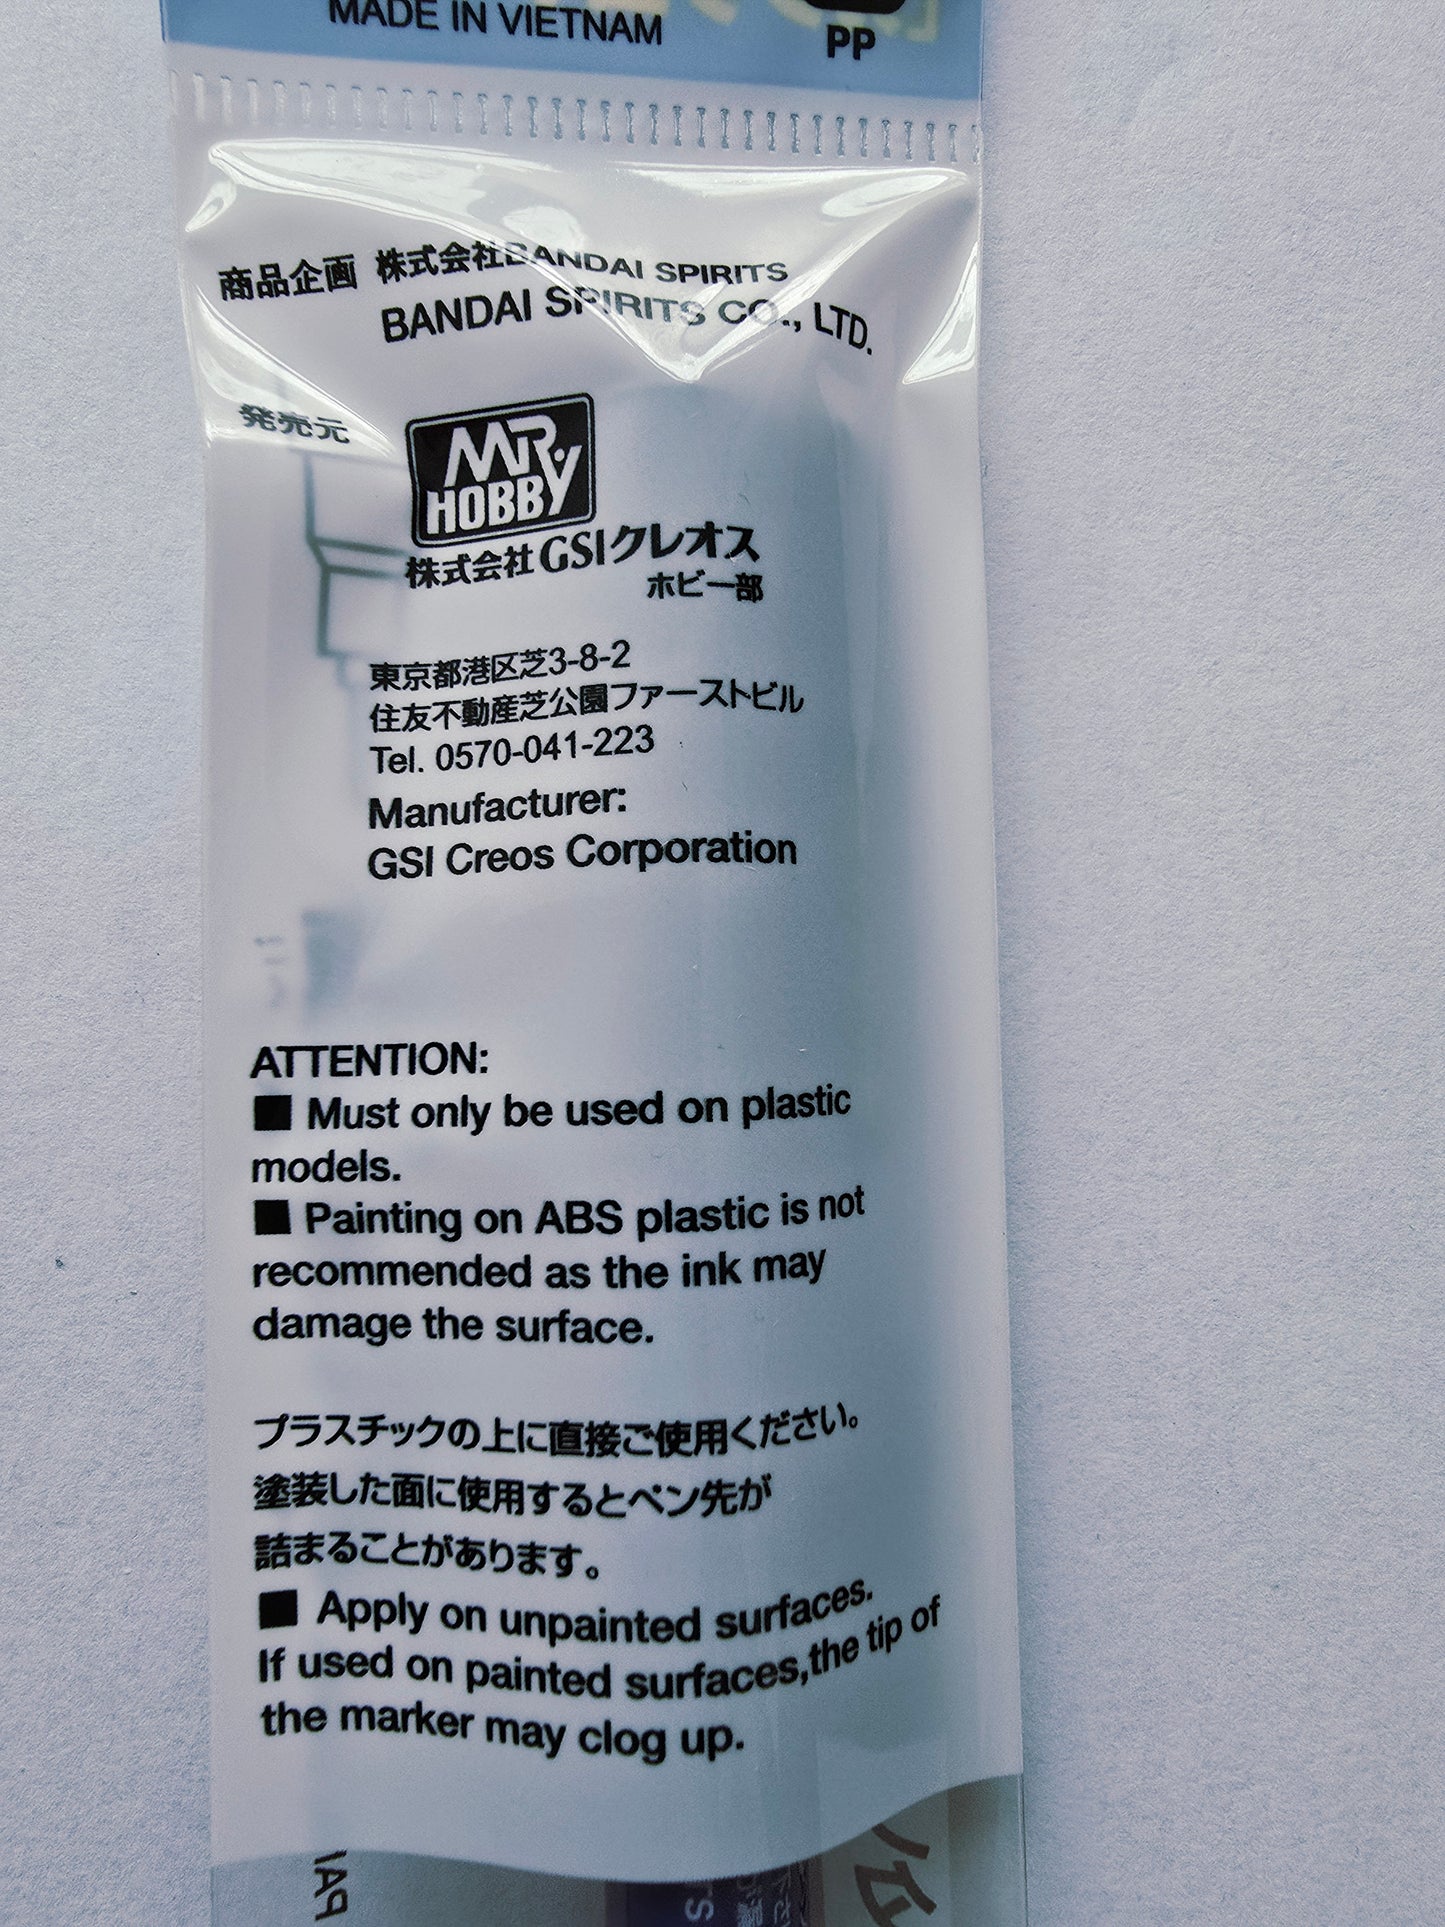 MADE IN VIETNAM
PP
商品企画 株式会社BANDAI SPIRITS
BANDAI SPIRITS CO., LTD.
発売元
MR. HOBBY
株式会社 GSIクレオス
ホビー部
東京都港区芝3-8-2
住友不動産芝公園ファーストビル
Tel. 0570-041-223
Manufacturer:
GSI Creos Corporation
ATTENTION:
■ Must only be used on plastic
models.
■ Painting on ABS plastic is not
recommended as the ink may
damage the surface.
プラスチックの上に直接ご使用ください。
塗装した面に使用するとペン先が
詰まることがあります。
■ Apply on unpainted surfaces.
If used on painted surfaces,the tip of
the marker may clog up.